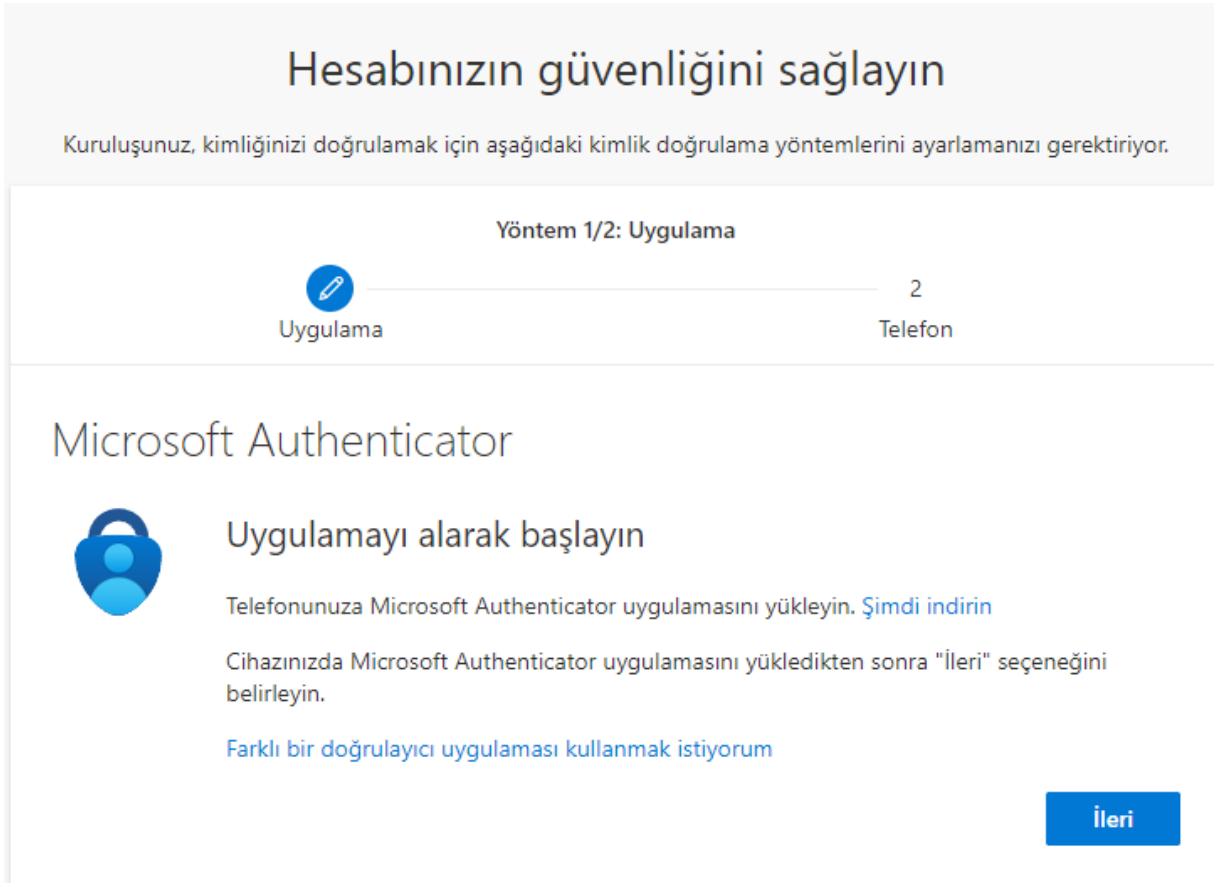 Hesabınızın güvenliğini sağlayın
Kuruluşunuz, kimliğinizi doğrulamak için aşağıdaki kimlik doğrulama yöntemlerini ayarlamanızı gerektiriyor.
Yöntem 1/2: Uygulama
2
Uygulama
Telefon
Microsoft Authenticator
Uygulamayı alarak başlayın
Telefonunuza Microsoft Authenticator uygulamasını yükleyin. Şimdi indirin
Cihazınızda Microsoft Authenticator uygulamasını yükledikten sonra "İleri" seçeneğini
belirleyin.
Farklı bir doğrulayıcı uygulaması kullanmak istiyorum
İleri